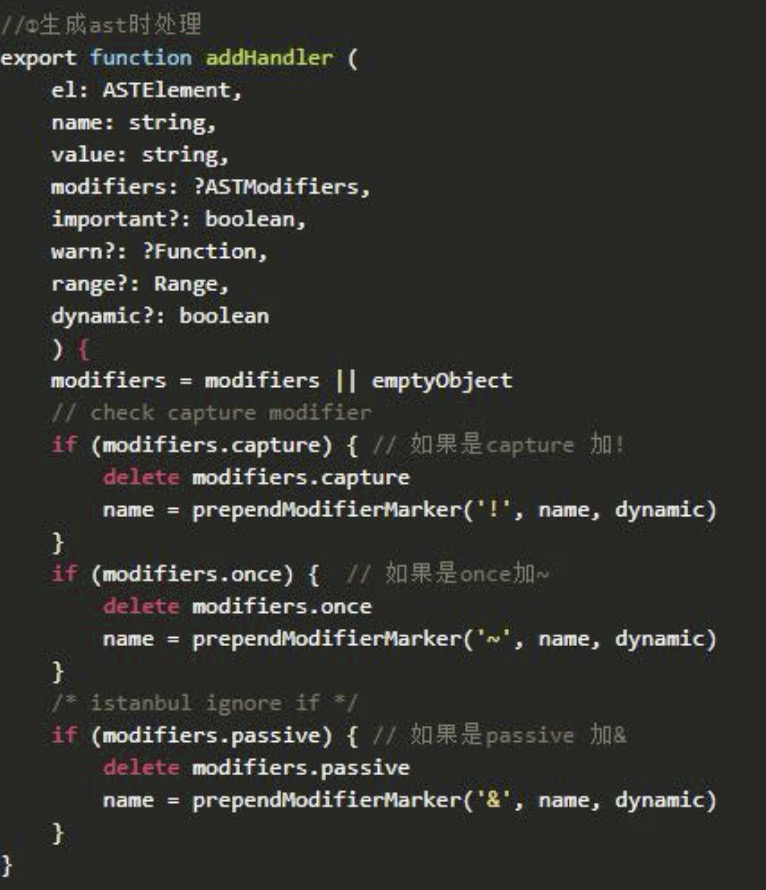 //①生成ast时处理
export function addHandler (
    el: ASTElement,
    name: string,
    value: string,
    modifiers: ?ASTModifiers,
    important?: boolean,
    warn?: ?Function,
    range?: Range,
    dynamic?: boolean
    ) {
    modifiers = modifiers || emptyObject
    // check capture modifier
    if (modifiers.capture) { // 如果是capture 加!
        delete modifiers.capture
        name = prependModifierMarker('!', name, dynamic)
    }
    if (modifiers.once) {  // 如果是once加~
        delete modifiers.once
        name = prependModifierMarker('~', name, dynamic)
    }
    /* istanbul ignore if */
    if (modifiers.passive) { // 如果是passive 加&
        delete modifiers.passive
        name = prependModifierMarker('&', name, dynamic)
    }
}